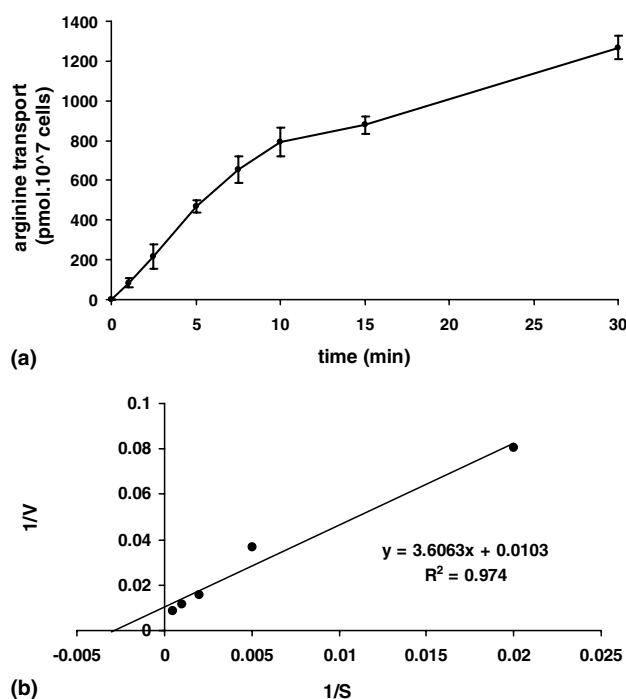 1400
1200
1000
800
600
400
200
0
arginine transport
(pmol.10^7 cells)
0 5 10 15 20 25 30
time (min)
(a)
0.1
0.08
0.06
0.04
0.02
0
1/V
y = 3.6063x + 0.0103
R² = 0.974
-0.005 0 0.005 0.01 0.015 0.02 0.025
1/S
(b)